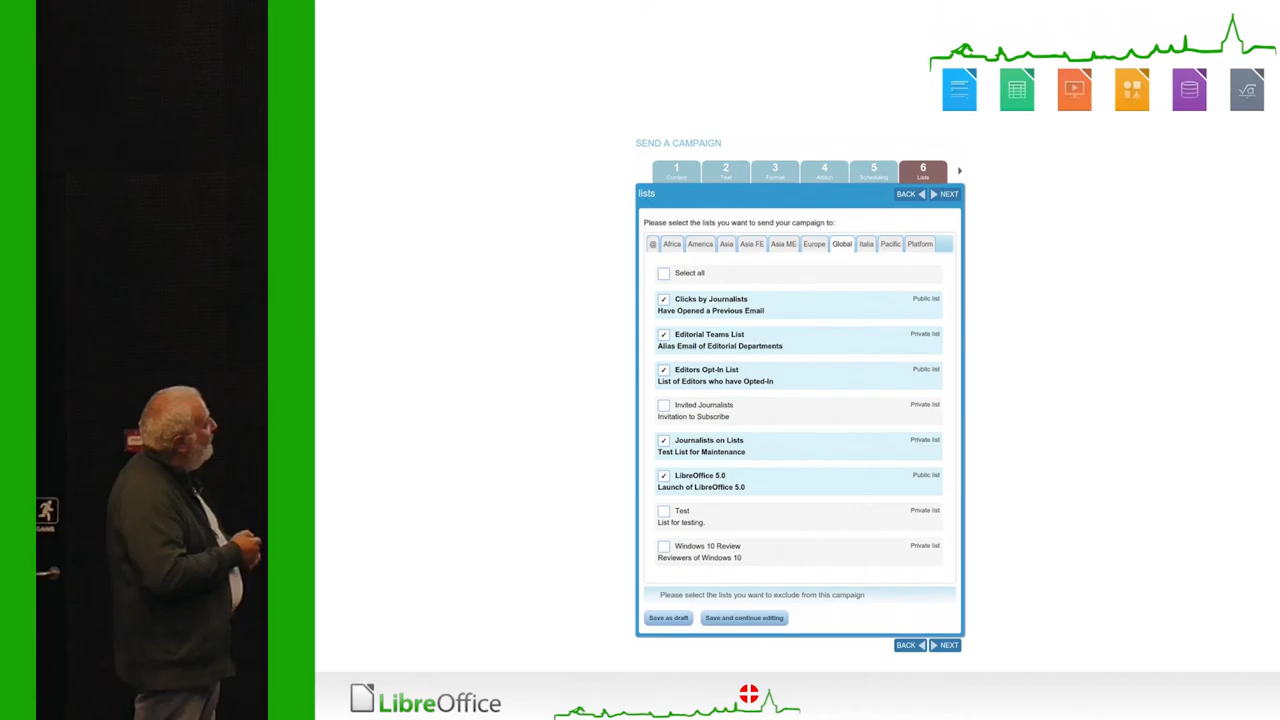 SEND A CAMPAIGN
1 2 3 4 5 6
Content Text Format Attach Scheduling Lists
lists BACK NEXT
Please select the lists you want to send your campaign to:
@ Africa America Asia Asia FE Asia ME Europe Global Italia Pacific Platform
Select all
Clicks by Journalists Public list
Have Opened a Previous Email
Editorial Teams List Private list
Alias Email of Editorial Departments
Editors Opt-In List Public list
List of Editors who have Opted-In
Invited Journalists Private list
Invitation to Subscribe
Journalists on Lists Private list
Test List for Maintenance
LibreOffice 5.0 Public list
Launch of LibreOffice 5.0
Test Private list
List for testing.
Windows 10 Review Private list
Reviewers of Windows 10
Please select the lists you want to exclude from this campaign
Save as draft Save and continue editing
BACK NEXT
LibreOffice